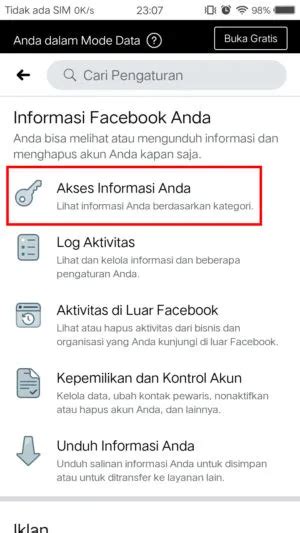 Tidak ada SIM 0K/s 23:07 98%
Anda dalam Mode Data ? Buka Gratis
Cari Pengaturan
Informasi Facebook Anda
Anda bisa melihat atau mengunduh informasi dan
menghapus akun Anda kapan saja.
Akses Informasi Anda
Lihat informasi Anda berdasarkan kategori.
Log Aktivitas
Lihat dan kelola informasi dan beberapa
pengaturan Anda.
Aktivitas di Luar Facebook
Lihat atau hapus aktivitas dari bisnis dan
organisasi yang Anda kunjungi di luar Facebook.
Kepemilikan dan Kontrol Akun
Kelola data, ubah kontak pewaris, nonaktifkan
atau hapus akun Anda, dan lainnya.
Unduh Informasi Anda
Unduh salinan informasi Anda untuk disimpan
atau untuk ditransfer ke layanan lain.
Iklan